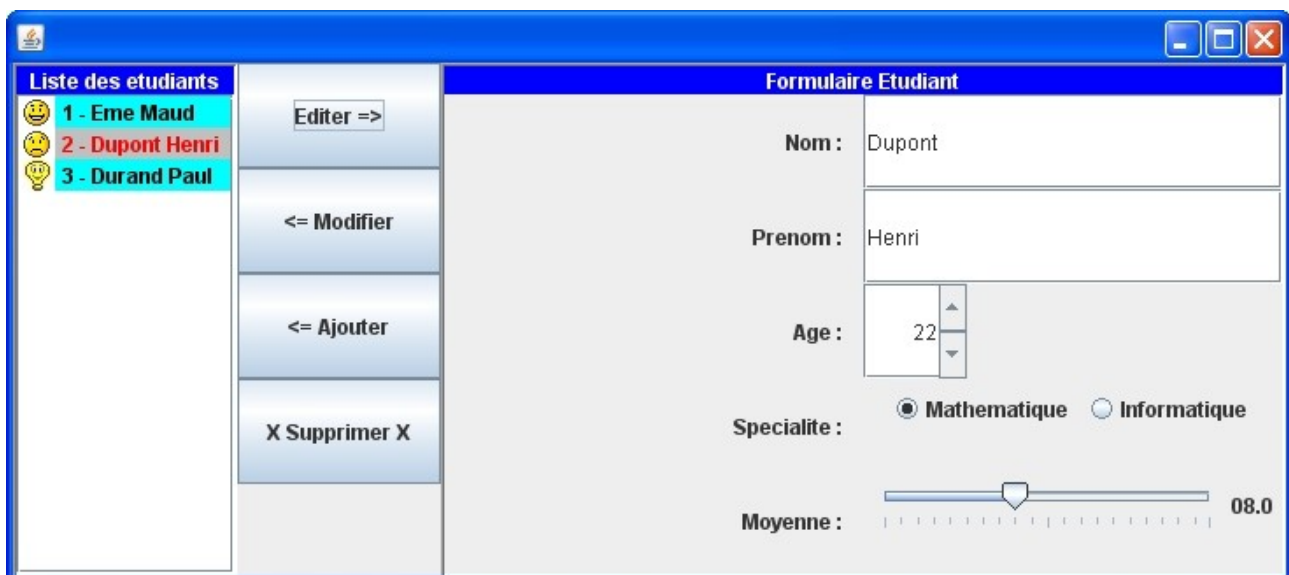 Liste des etudiants
1 - Eme Maud
2 - Dupont Henri
3 - Durand Paul
Editer =>
<= Modifier
<= Ajouter
X Supprimer X
Formulaire Etudiant
Nom : Dupont
Prenom : Henri
Age : 22
Specialite : Mathematique Informatique
Moyenne : 08.0